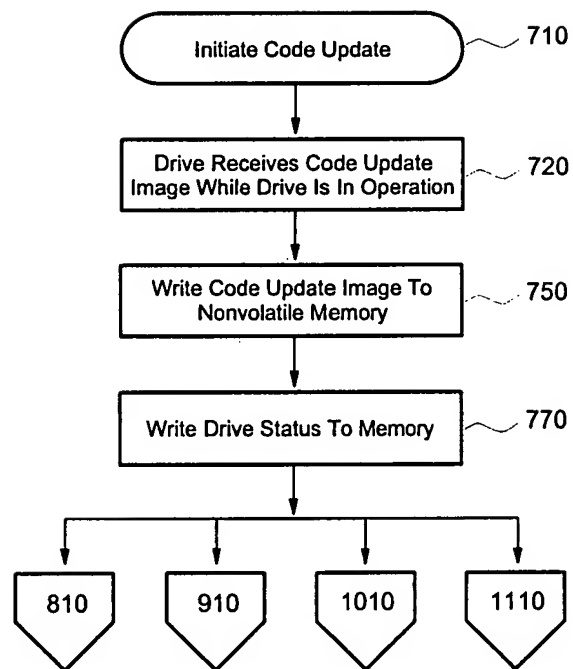 Initiate Code Update
710
Drive Receives Code Update
Image While Drive Is In Operation
720
Write Code Update Image To
Nonvolatile Memory
750
Write Drive Status To Memory
770
810
910
1010
1110